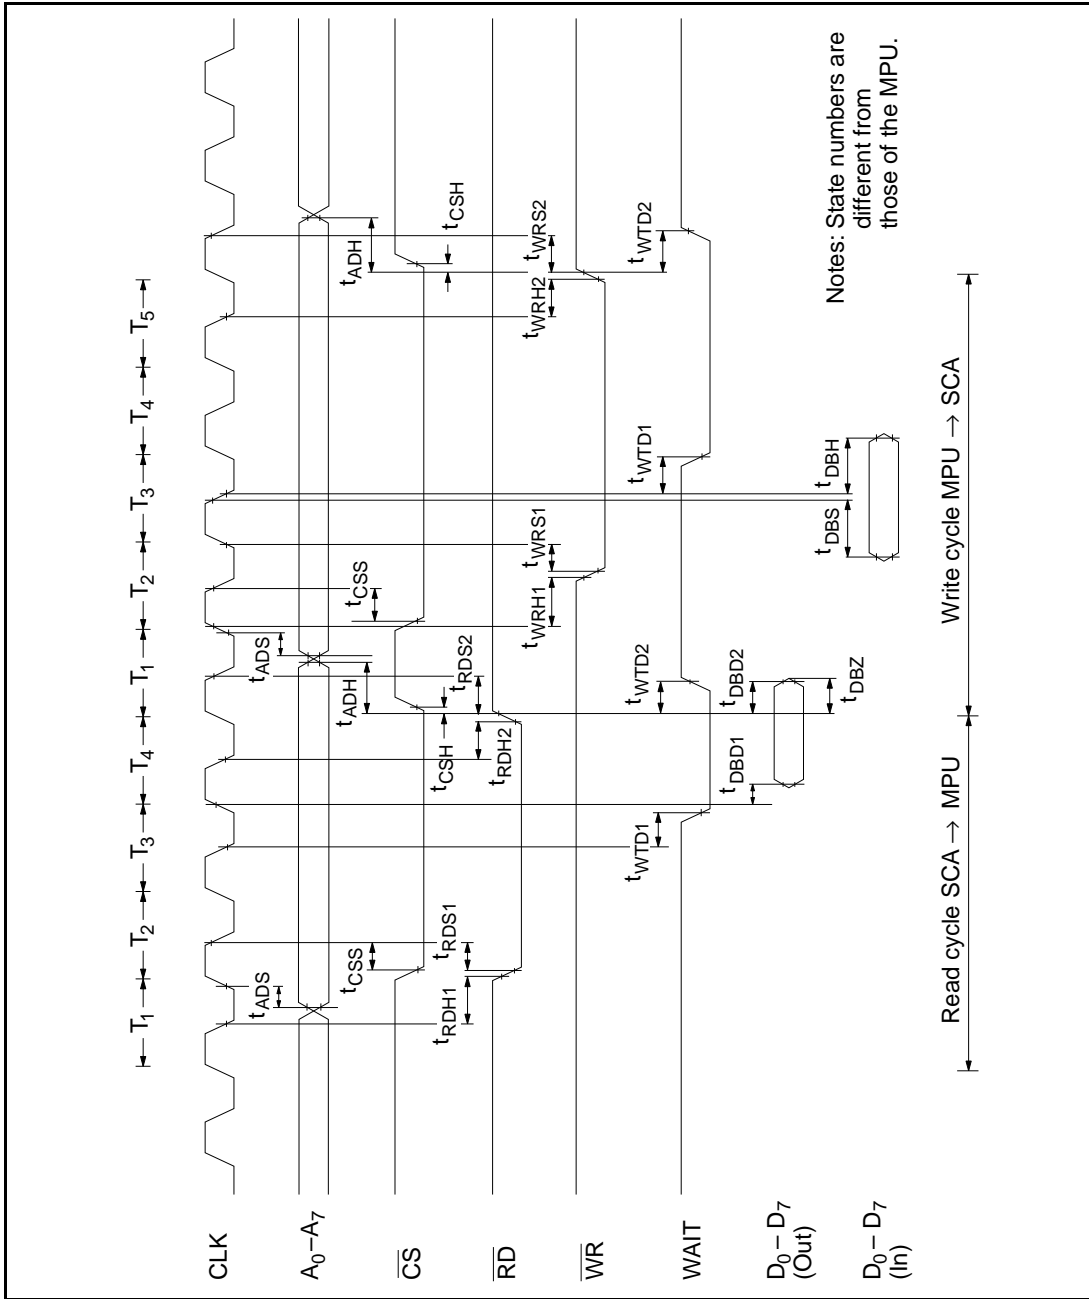 T1 T2 T3 T4 T1 T2 T3 T4 T5
CLK
A0–A7
tADS
tADH
tADS
tADH
CS
tCSS
tCSH
tCSS
tCSH
RD
tRDH1
tRDS1
tRDH2
tRDS2
WR
tWRH1
tWRS1
tWRH2
tWRS2
WAIT
tWTD1
tWTD2
tWTD1
tWTD2
D0–D7
(Out)
tDBD1
tDBD2
tDBZ
D0–D7
(In)
tDBS
tDBH
Read cycle SCA → MPU
Write cycle MPU → SCA
Notes: State numbers are
different from
those of the MPU.